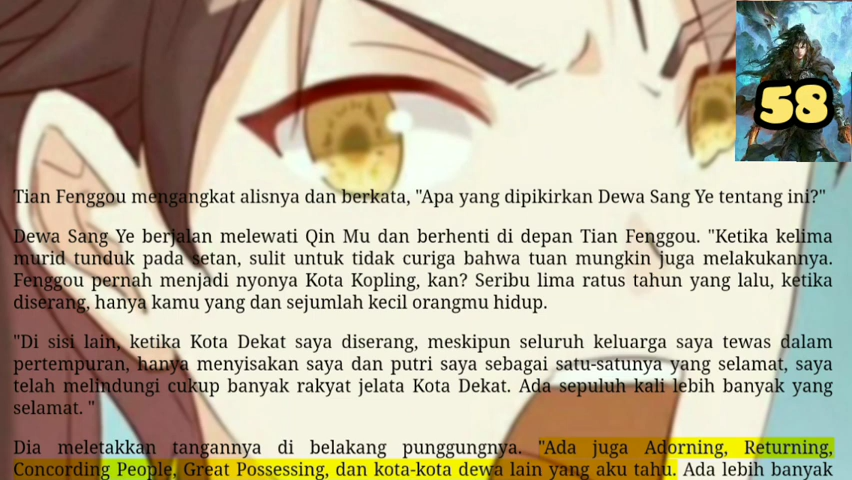 58
Tian Fenggou mengangkat alisnya dan berkata, "Apa yang dipikirkan Dewa Sang Ye tentang ini?"
Dewa Sang Ye berjalan melewati Qin Mu dan berhenti di depan Tian Fenggou. "Ketika kelima
murid tunduk pada setan, sulit untuk tidak curiga bahwa tuan mungkin juga melakukannya.
Fenggou pernah menjadi nyonya Kota Kopling, kan? Seribu lima ratus tahun yang lalu, ketika
diserang, hanya kamu yang dan sejumlah kecil orangmu hidup.
"Di sisi lain, ketika Kota Dekat saya diserang, meskipun seluruh keluarga saya tewas dalam
pertempuran, hanya menyisakan saya dan putri saya sebagai satu-satunya yang selamat, saya
telah melindungi cukup banyak rakyat jelata Kota Dekat. Ada sepuluh kali lebih banyak yang
selamat. "
Dia meletakkan tangannya di belakang punggungnya. "Ada juga Adorning, Returning,
Concording People, Great Possessing, dan kota-kota dewa lain yang aku tahu. Ada lebih banyak